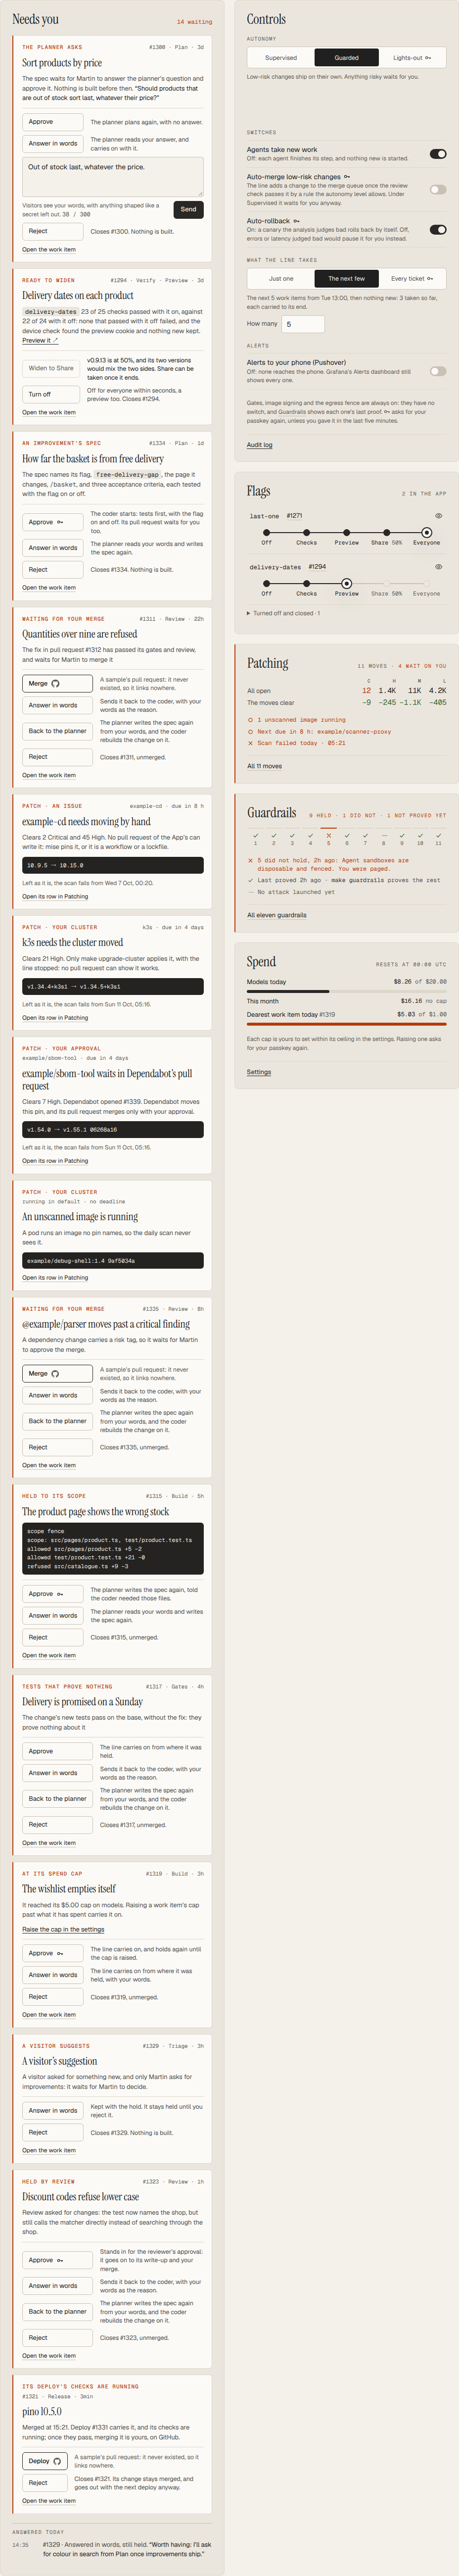 Needs you
14 waiting
THE PLANNER ASKS
#1300 · Plan · 3d
Sort products by price
The spec waits for Martin to answer the planner's question and
approve it. Nothing is built before then. "Should products that
are out of stock sort last, whatever their price?"
Approve
The planner plans again, with no answer.
Answer in words
The planner reads your answer, and
carries on with it.
Out of stock last, whatever the price.
Visitors see your words, with anything shaped like a
secret left out. 38 / 300
Send
Reject
Closes #1300. Nothing is built.
Open the work item
READY TO WIDEN
#1294 · Verify · Preview · 3d
Delivery dates on each product
delivery-dates 23 of 25 checks passed with it on, against
22 of 24 with it off: none that passed with it off failed, and the
device check found the preview cookie and nothing new kept.
Preview it ↗
Widen to Share
v0.9.13 is at 50%, and its two versions
would mix the two sides. Share can be
taken once it ends.
Turn off
Off for everyone within seconds, a
preview too. Closes #1294.
Open the work item
AN IMPROVEMENT'S SPEC
#1334 · Plan · 1d
How far the basket is from free delivery
The spec names its flag, free-delivery-gap, the page it
changes, /basket, and three acceptance criteria, each tested
with the flag on and off.
Approve
The coder starts: tests first, with the flag
on and off. Its pull request waits for you
too.
Answer in words
The planner reads your words and writes
the spec again.
Reject
Closes #1334. Nothing is built.
Open the work item
WAITING FOR YOUR MERGE
#1311 · Review · 22h
Quantities over nine are refused
The fix in pull request #1312 has passed its gates and review,
and waits for Martin to merge it
Merge
A sample's pull request: it never
existed, so it links nowhere.
Answer in words
Sends it back to the coder, with your
words as the reason.
Back to the planner
The planner writes the spec again
from your words, and the coder
rebuilds the change on it.
Reject
Closes #1311, unmerged.
Open the work item
PATCH · AN ISSUE
example-cd · due in 8 h
example-cd needs moving by hand
Clears 2 Critical and 45 High. No pull request of the App's can
write it: mise pins it, or it is a workflow or a lockfile.
10.9.5 → 10.15.0
Left as it is, the scan fails from Wed 7 Oct, 00:20.
Open its row in Patching
PATCH · YOUR CLUSTER
k3s · due in 4 days
k3s needs the cluster moved
Clears 21 High. Only make upgrade-cluster applies it, with the
line stopped: no pull request can show it works.
v1.34.4+k3s1 → v1.34.5+k3s1
Left as it is, the scan fails from Sun 11 Oct, 05:16.
Open its row in Patching
PATCH · YOUR APPROVAL
example/sbom-tool · due in 4 days
example/sbom-tool waits in Dependabot's pull
request
Clears 7 High. Dependabot opened #1339. Dependabot moves
this pin, and its pull request merges only with your approval.
v1.54.0 → v1.55.1 06268a16
Left as it is, the scan fails from Sun 11 Oct, 05:16.
Open its row in Patching
PATCH · YOUR CLUSTER
running in default · no deadline
An unscanned image is running
A pod runs an image no pin names, so the daily scan never
sees it.
example/debug-shell:1.4 9af5034a
Open its row in Patching
WAITING FOR YOUR MERGE
#1335 · Review · 8h
@example/parser moves past a critical finding
A dependency change carries a risk tag, so it waits for Martin
to approve the merge.
Merge
A sample's pull request: it never
existed, so it links nowhere.
Answer in words
Sends it back to the coder, with your
words as the reason.
Back to the planner
The planner writes the spec again
from your words, and the coder
rebuilds the change on it.
Reject
Closes #1335, unmerged.
Open the work item
HELD TO ITS SCOPE
#1315 · Build · 5h
The product page shows the wrong stock
scope fence
scope: src/pages/product.ts, test/product.test.ts
allowed src/pages/product.ts +5 −2
allowed test/product.test.ts +21 −0
refused src/catalogue.ts +9 −3
Approve
The planner writes the spec again, told
the coder needed those files.
Answer in words
The planner reads your words and writes
the spec again.
Reject
Closes #1315, unmerged.
Open the work item
TESTS THAT PROVE NOTHING
#1317 · Gates · 4h
Delivery is promised on a Sunday
The change's new tests pass on the base, without the fix: they
prove nothing about it
Approve
The line carries on from where it was
held.
Answer in words
Sends it back to the coder, with your
words as the reason.
Back to the planner
The planner writes the spec again
from your words, and the coder
rebuilds the change on it.
Reject
Closes #1317, unmerged.
Open the work item
AT ITS SPEND CAP
#1319 · Build · 3h
The wishlist empties itself
It reached its $5.00 cap on models. Raising a work item's cap
past what it has spent carries it on.
Raise the cap in the settings
Approve
The line carries on, and holds again until
the cap is raised.
Answer in words
The line carries on from where it was
held, with your words.
Reject
Closes #1319, unmerged.
Open the work item
A VISITOR SUGGESTS
#1329 · Triage · 3h
A visitor's suggestion
A visitor asked for something new, and only Martin asks for
improvements: it waits for Martin to decide.
Answer in words
Kept with the hold. It stays held until you
reject it.
Reject
Closes #1329. Nothing is built.
Open the work item
HELD BY REVIEW
#1323 · Review · 1h
Discount codes refuse lower case
Review asked for changes: the test now names the shop, but
still calls the matcher directly instead of searching through the
shop.
Approve
Stands in for the reviewer's approval:
it goes on to its write-up and your
merge.
Answer in words
Sends it back to the coder, with your
words as the reason.
Back to the planner
The planner writes the spec again
from your words, and the coder
rebuilds the change on it.
Reject
Closes #1323, unmerged.
Open the work item
ITS DEPLOY'S CHECKS ARE RUNNING
#1321 · Release · 3min
pino 10.5.0
Merged at 15:21. Deploy #1331 carries it, and its checks are
running; once they pass, merging it is yours, on GitHub.
Deploy
A sample's pull request: it never existed, so it
links nowhere.
Reject
Closes #1321. Its change stays merged, and
goes out with the next deploy anyway.
Open the work item
ANSWERED TODAY
14:35
#1329 · Answered in words, still held. "Worth having: I'll ask
for colour in search from Plan once improvements ship."
Controls
AUTONOMY
Supervised
Guarded
Lights-out
Low-risk changes ship on their own. Anything risky waits for you.
SWITCHES
Agents take new work
Off: each agent finishes its step, and nothing new is started.
Auto-merge low-risk changes
The line adds a change to the merge queue once the review
check passes it by a rule the autonomy level allows. Under
Supervised it waits for you anyway.
Auto-rollback
On: a canary the analysis judges bad rolls back by itself. Off,
errors or latency judged bad would pause it for you instead.
WHAT THE LINE TAKES
Just one
The next few
Every ticket
The next 5 work items from Tue 13:00, then nothing new: 3 taken so far,
each carried to its end.
How many
5
ALERTS
Alerts to your phone (Pushover)
Off: none reaches the phone. Grafana's Alerts dashboard still
shows every one.
Gates, image signing and the egress fence are always on: they have no
switch, and Guardrails shows each one's last proof. asks for your
passkey again, unless you gave it in the last five minutes.
Audit log
Flags
2 IN THE APP
last-one #1271
Off
Checks
Preview
Share 50%
Everyone
delivery-dates #1294
Off
Checks
Preview
Share 50%
Everyone
▶ Turned off and closed · 1
Patching
11 MOVES · 4 WAIT ON YOU
C H M L
All open 12 1.4K 11K 4.2K
The moves clear −9 −245 −1.1K −405
1 unscanned image running
Next due in 8 h: example/scanner-proxy
Scan failed today · 05:21
All 11 moves
Guardrails
9 HELD · 1 DID NOT · 1 NOT PROVED YET
1 2 3 4 5 6 7 8 9 10 11
5 did not hold, 2h ago: Agent sandboxes are
disposable and fenced. You were paged.
Last proved 2h ago · make guardrails proves the rest
No attack launched yet
All eleven guardrails
Spend
RESETS AT 00:00 UTC
Models today
$8.26 of $20.00
This month
$16.16 no cap
Dearest work item today #1319
$5.03 of $1.00
Each cap is yours to set within its ceiling in the settings. Raising one asks
for your passkey again.
Settings